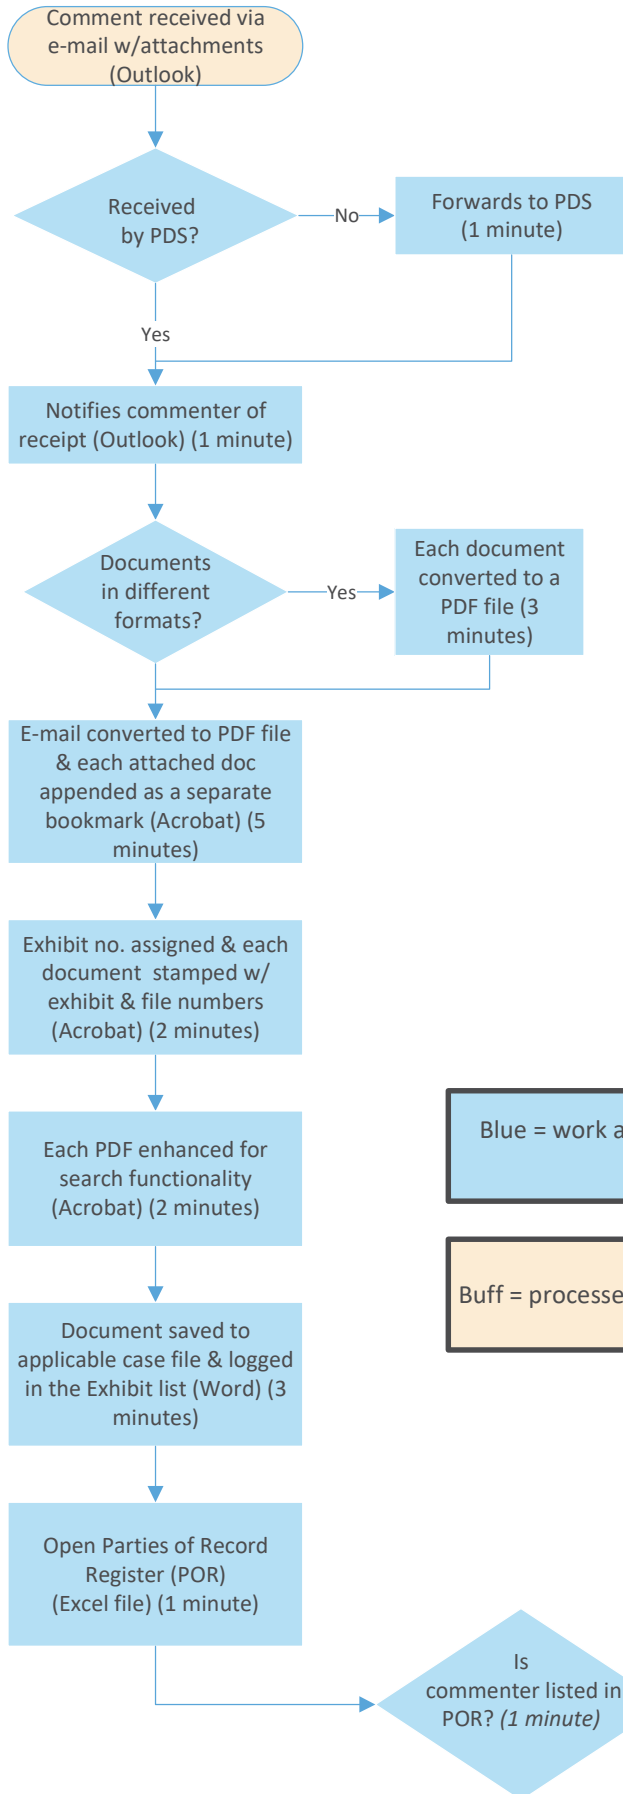 Comment received via
e-mail w/attachments
(Outlook)
Received
by PDS?
No
Forwards to PDS
(1 minute)
Yes
Notifies commenter of
receipt (Outlook) (1 minute)
Documents
in different
formats?
Yes
Each document
converted to a
PDF file (3
minutes)
E-mail converted to PDF file
& each attached doc
appended as a separate
bookmark (Acrobat) (5
minutes)
Exhibit no. assigned & each
document stamped w/
exhibit & file numbers
(Acrobat) (2 minutes)
Each PDF enhanced for
search functionality
(Acrobat) (2 minutes)
Blue = work a
Buff = processe
Document saved to
applicable case file & logged
in the Exhibit list (Word) (3
minutes)
Open Parties of Record
Register (POR)
(Excel file) (1 minute)
Is
commenter listed in
POR? (1 minute)